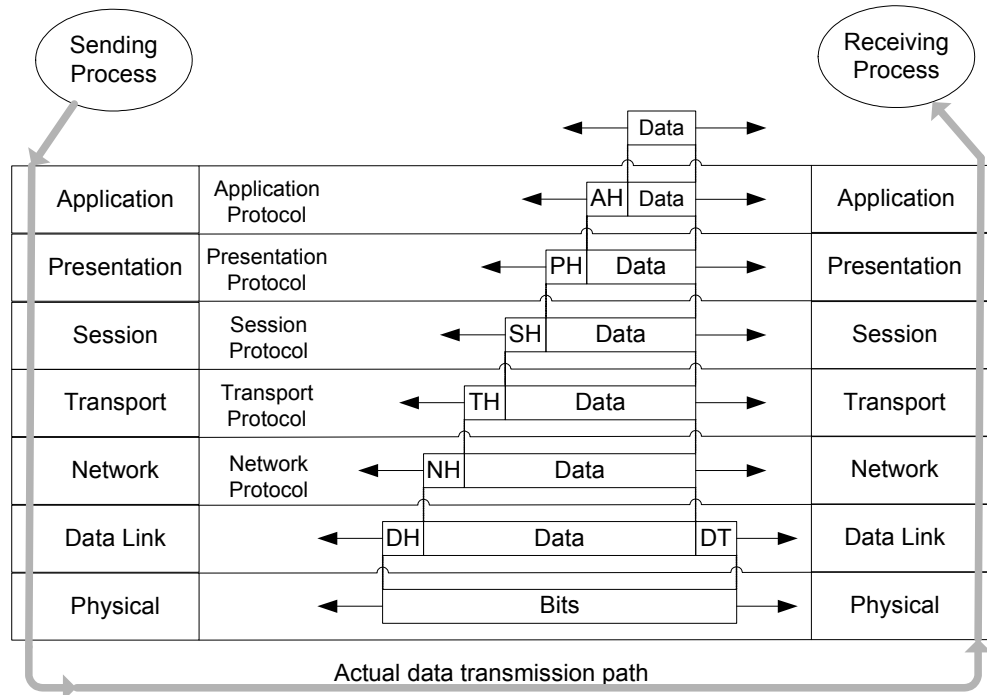 Sending
Process
Receiving
Process
Data
Application
Application
Protocol
AH
Data
Application
Presentation
Presentation
Protocol
PH
Data
Presentation
Session
Session
Protocol
SH
Data
Session
Transport
Transport
Protocol
TH
Data
Transport
Network
Network
Protocol
NH
Data
Network
Data Link
DH
Data
DT
Data Link
Physical
Bits
Physical
Actual data transmission path